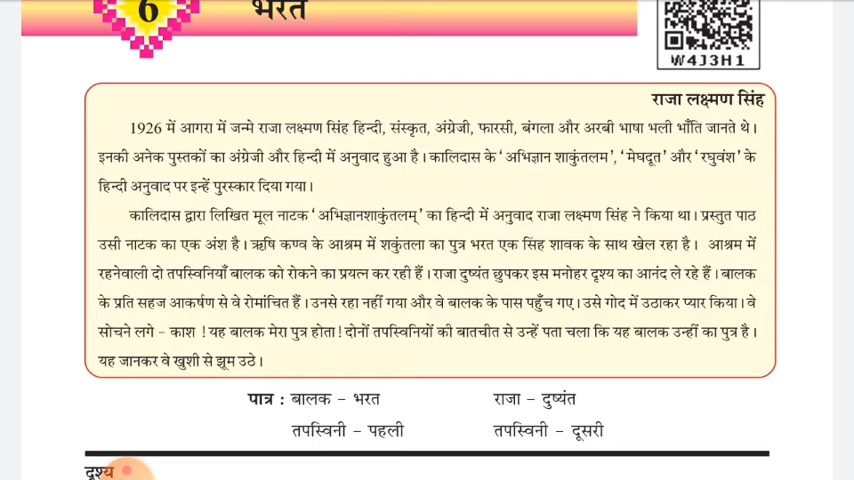 6
भरत
W4J3H1
राजा लक्ष्मण सिंह
1926 में आगरा में जन्मे राजा लक्ष्मण सिंह हिन्दी, संस्कृत, अंग्रेजी, फारसी, बंगला और अरबी भाषा भली भाँति जानते थे।
इनकी अनेक पुस्तकों का अंग्रेजी और हिन्दी में अनुवाद हुआ है। कालिदास के ‘अभिज्ञान शाकुंतलम’, ‘मेघदूत’ और ‘रघुवंश’ के
हिन्दी अनुवाद पर इन्हें पुरस्कार दिया गया।
कालिदास द्वारा लिखित मूल नाटक ‘अभिज्ञानशाकुंतलम्’ का हिन्दी में अनुवाद राजा लक्ष्मण सिंह ने किया था। प्रस्तुत पाठ
उसी नाटक का एक अंश है। ऋषि कण्व के आश्रम में शकुंतला का पुत्र भरत एक सिंह शावक के साथ खेल रहा है। आश्रम में
रहनेवाली दो तपस्विनियाँ बालक को रोकने का प्रयत्न कर रही हैं। राजा दुष्यंत छुपकर इस मनोहर दृश्य का आनंद ले रहे हैं। बालक
के प्रति सहज आकर्षण से वे रोमांचित हैं। उनसे रहा नहीं गया और वे बालक के पास पहुँच गए। उसे गोद में उठाकर प्यार किया। वे
सोचने लगे – काश ! यह बालक मेरा पुत्र होता! दोनों तपस्विनियों की बातचीत से उन्हें पता चला कि यह बालक उन्हीं का पुत्र है।
यह जानकर वे खुशी से झूम उठे।
पात्र : बालक – भरत राजा – दुष्यंत
तपस्विनी – पहली तपस्विनी – दूसरी
दृश्य